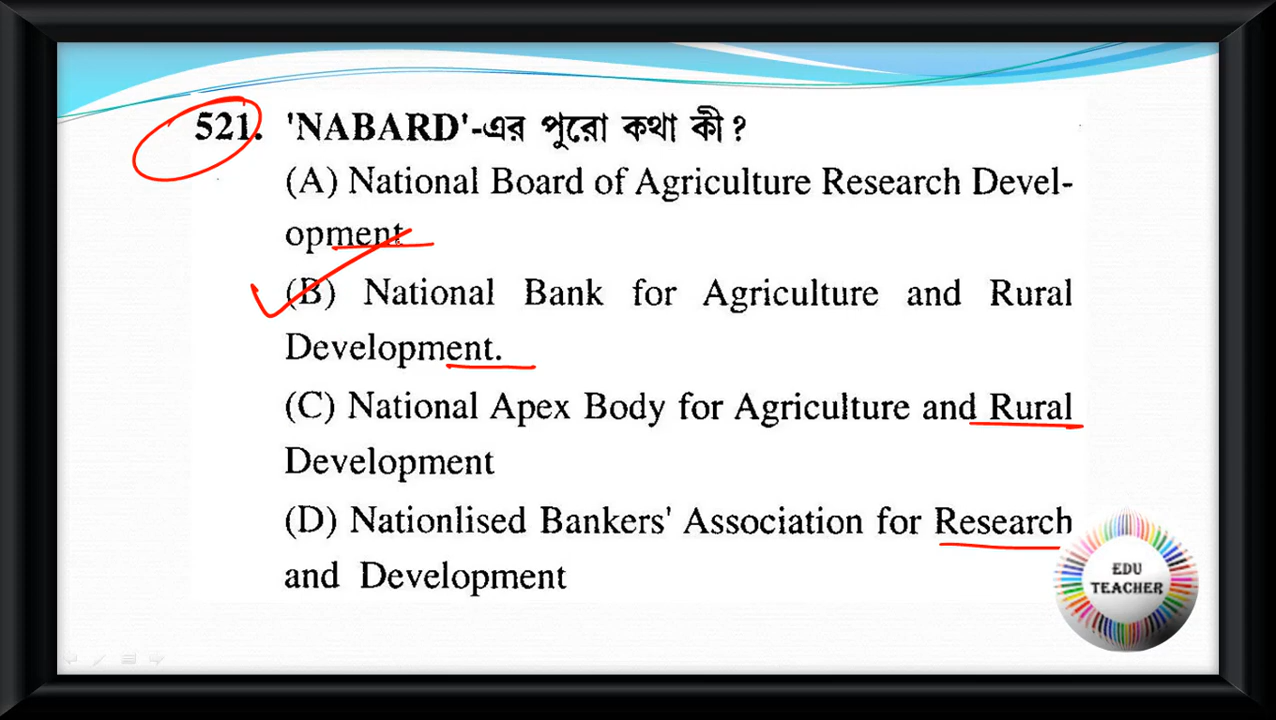 521. 'NABARD'-এর পুরো কথা কী ?
(A) National Board of Agriculture Research Devel-
opment
(B) National Bank for Agriculture and Rural
Development.
(C) National Apex Body for Agriculture and Rural
Development
(D) Nationlised Bankers' Association for Research
and Development
EDU
TEACHER